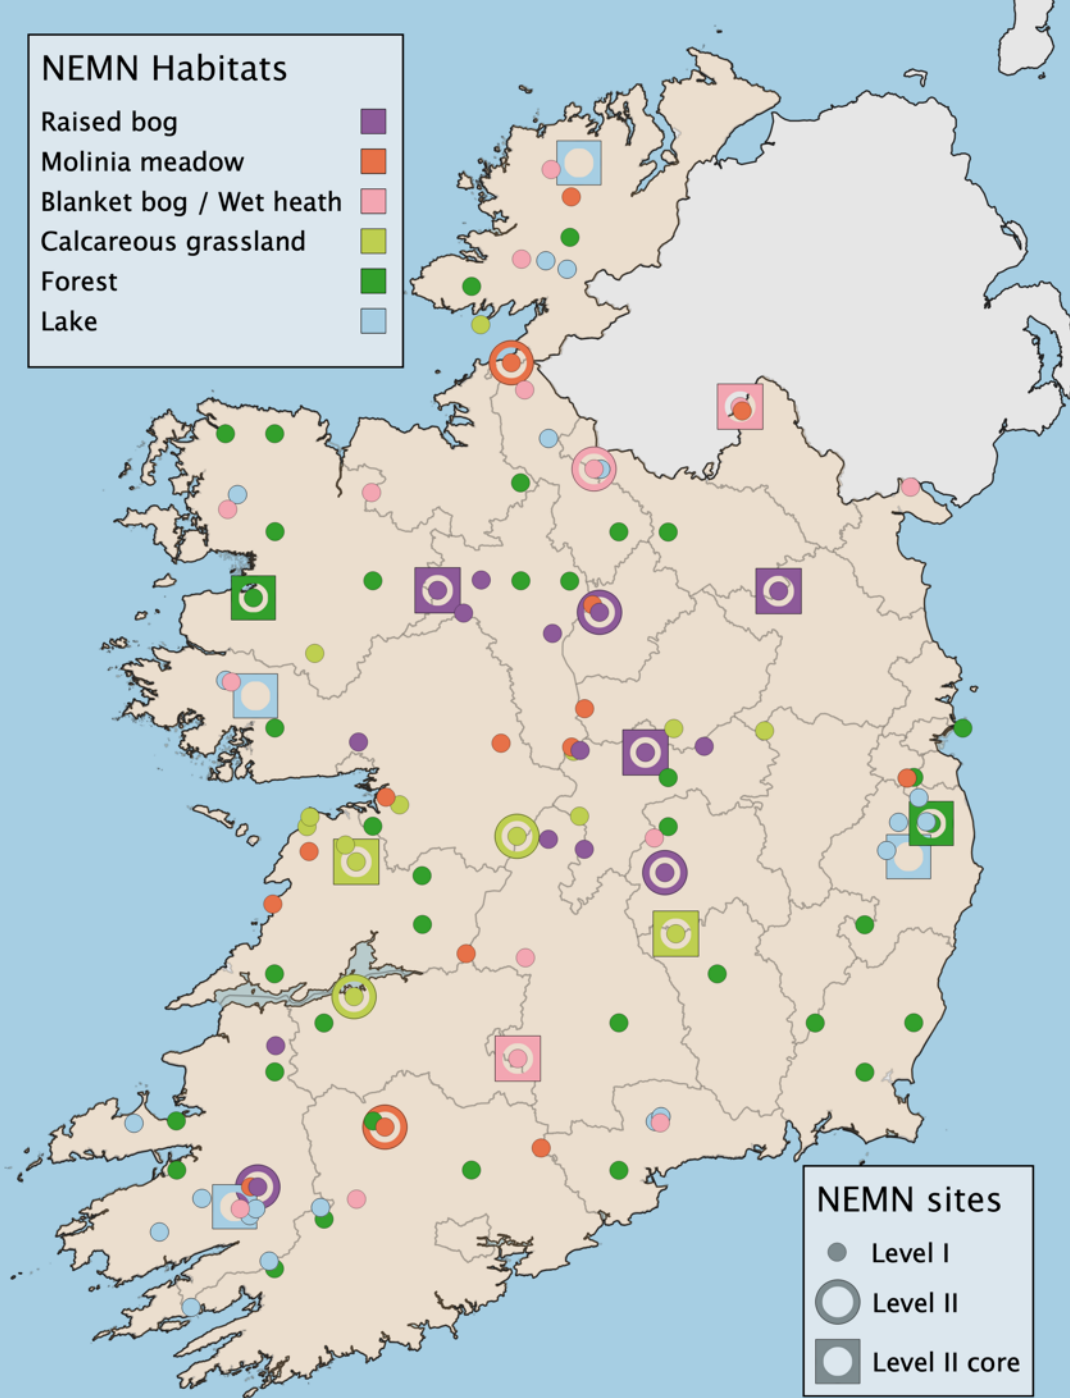 NEMN Habitats
Raised bog
Molinia meadow
Blanket bog / Wet heath
Calcareous grassland
Forest
Lake
NEMN sites
Level I
Level II
Level II core